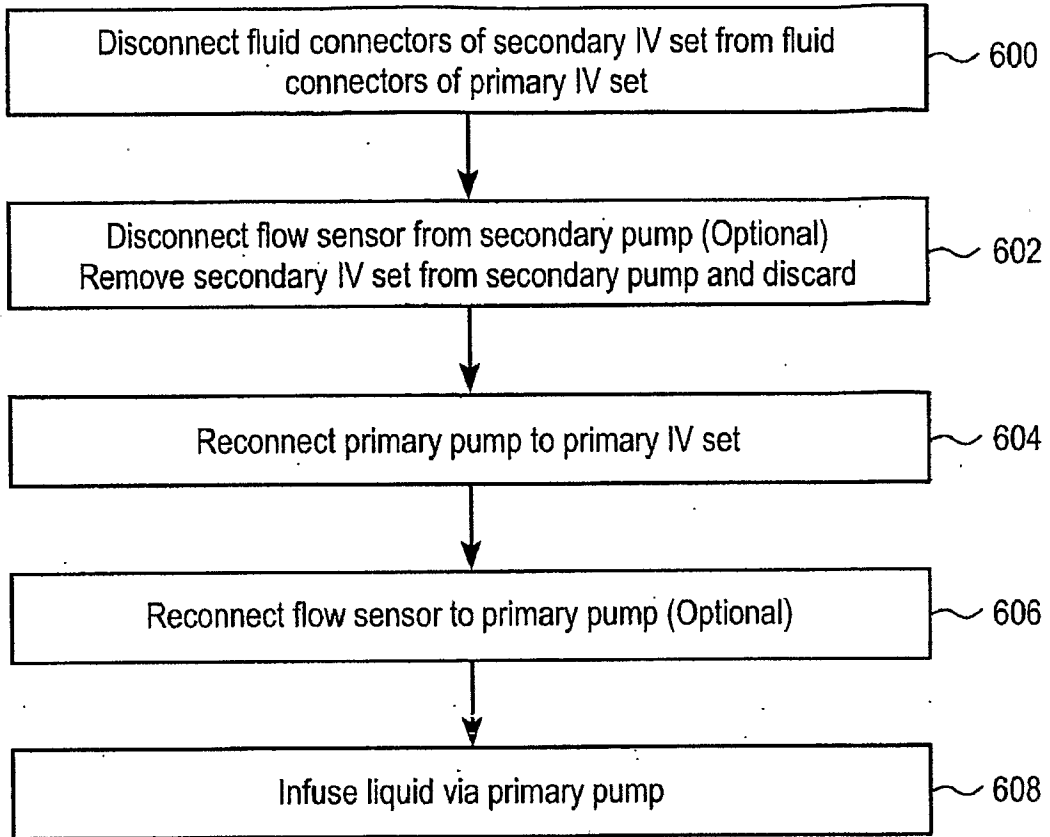 Disconnect fluid connectors of secondary IV set from fluid
connectors of primary IV set
600
Disconnect flow sensor from secondary pump (Optional)
Remove secondary IV set from secondary pump and discard
602
Reconnect primary pump to primary IV set
604
Reconnect flow sensor to primary pump (Optional)
606
Infuse liquid via primary pump
608